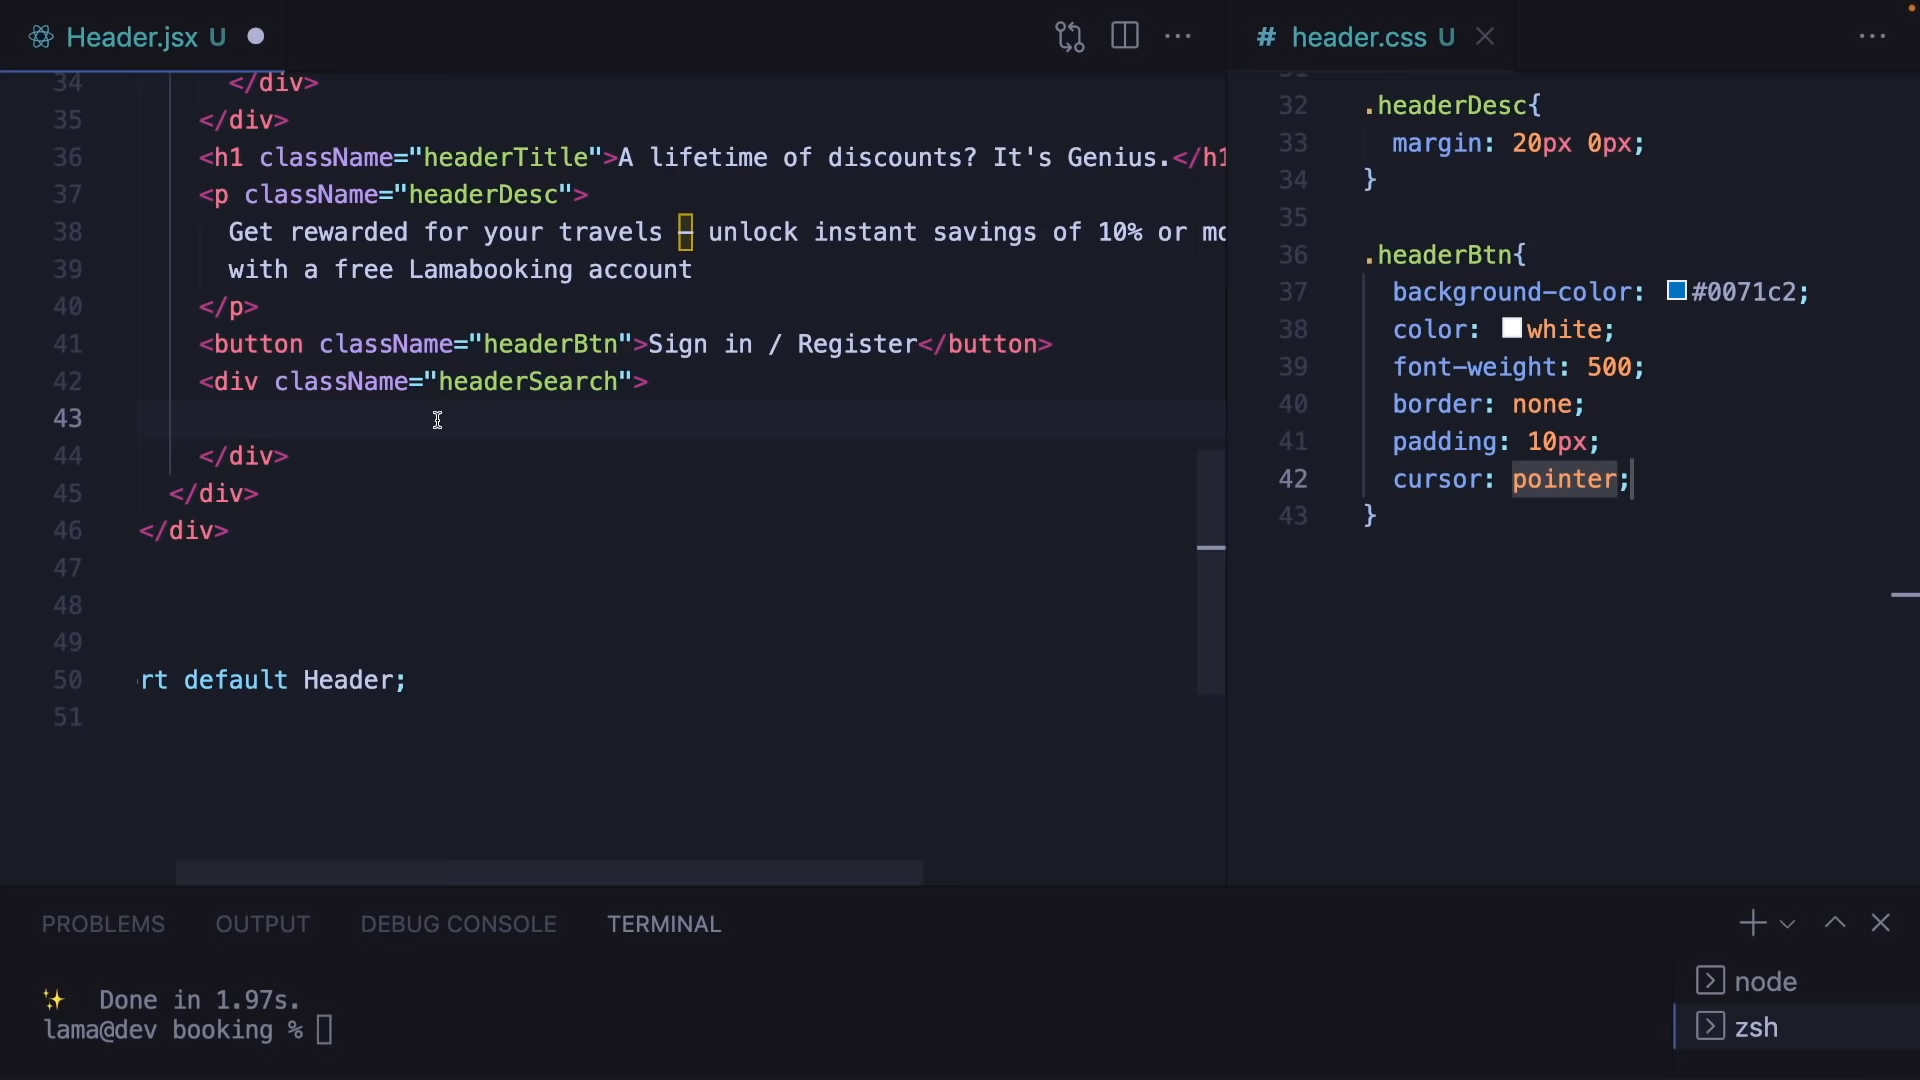 Header.jsx U
34 </div>
35 </div>
36 <h1 className="headerTitle">A lifetime of discounts? It's Genius.</h1
37 <p className="headerDesc">
38 Get rewarded for your travels – unlock instant savings of 10% or mo
39 with a free Lamabooking account
40 </p>
41 <button className="headerBtn">Sign in / Register</button>
42 <div className="headerSearch">
43
44 </div>
45 </div>
46 </div>
47
48
49
50 rt default Header;
51
# header.css U
31
32 .headerDesc{
33 margin: 20px 0px;
34 }
35
36 .headerBtn{
37 background-color: #0071c2;
38 color: white;
39 font-weight: 500;
40 border: none;
41 padding: 10px;
42 cursor: pointer;
43 }
PROBLEMS OUTPUT DEBUG CONSOLE TERMINAL
✨ Done in 1.97s.
lama@dev booking %
node
zsh